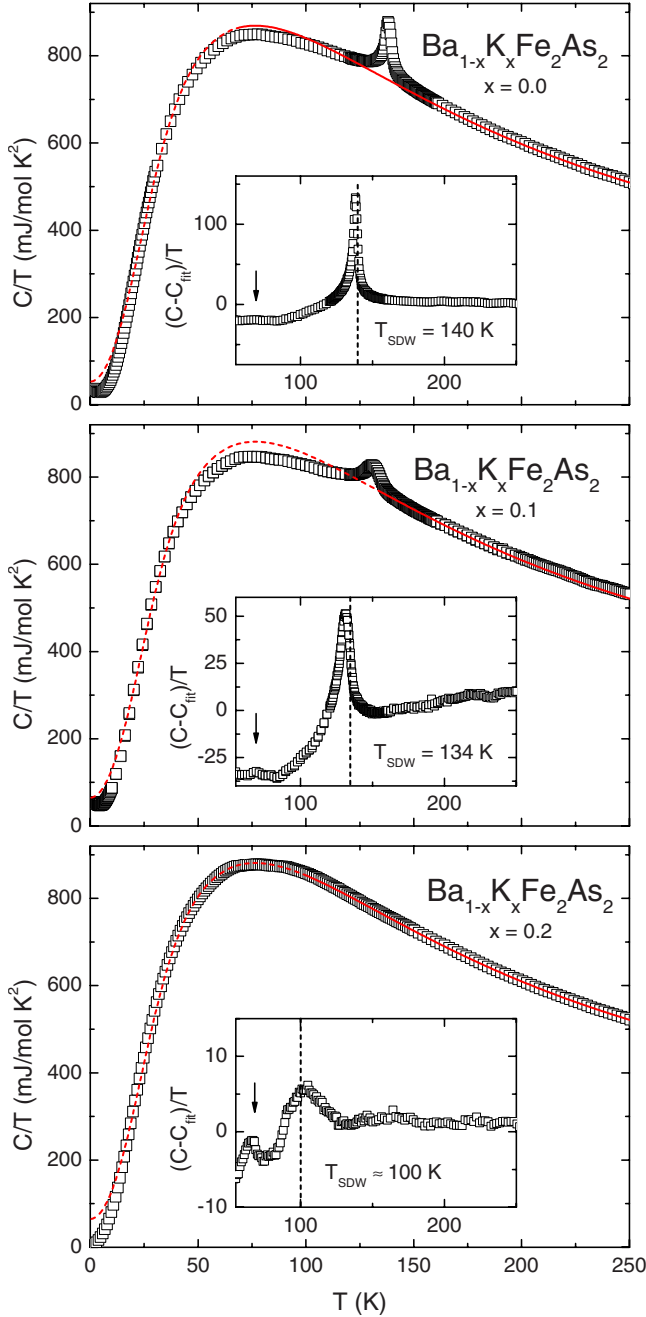 Ba1-xKxFe2As2
x = 0.0
C/T (mJ/mol K2)
800
600
400
200
0
(C-Cfit)/T
100
0
100
200
TSDW = 140 K
Ba1-xKxFe2As2
x = 0.1
C/T (mJ/mol K2)
800
600
400
200
0
(C-Cfit)/T
50
25
0
-25
100
200
TSDW = 134 K
Ba1-xKxFe2As2
x = 0.2
C/T (mJ/mol K2)
800
600
400
200
0
(C-Cfit)/T
10
0
-10
100
200
TSDW ≈ 100 K
0
50
100
150
200
250
T (K)